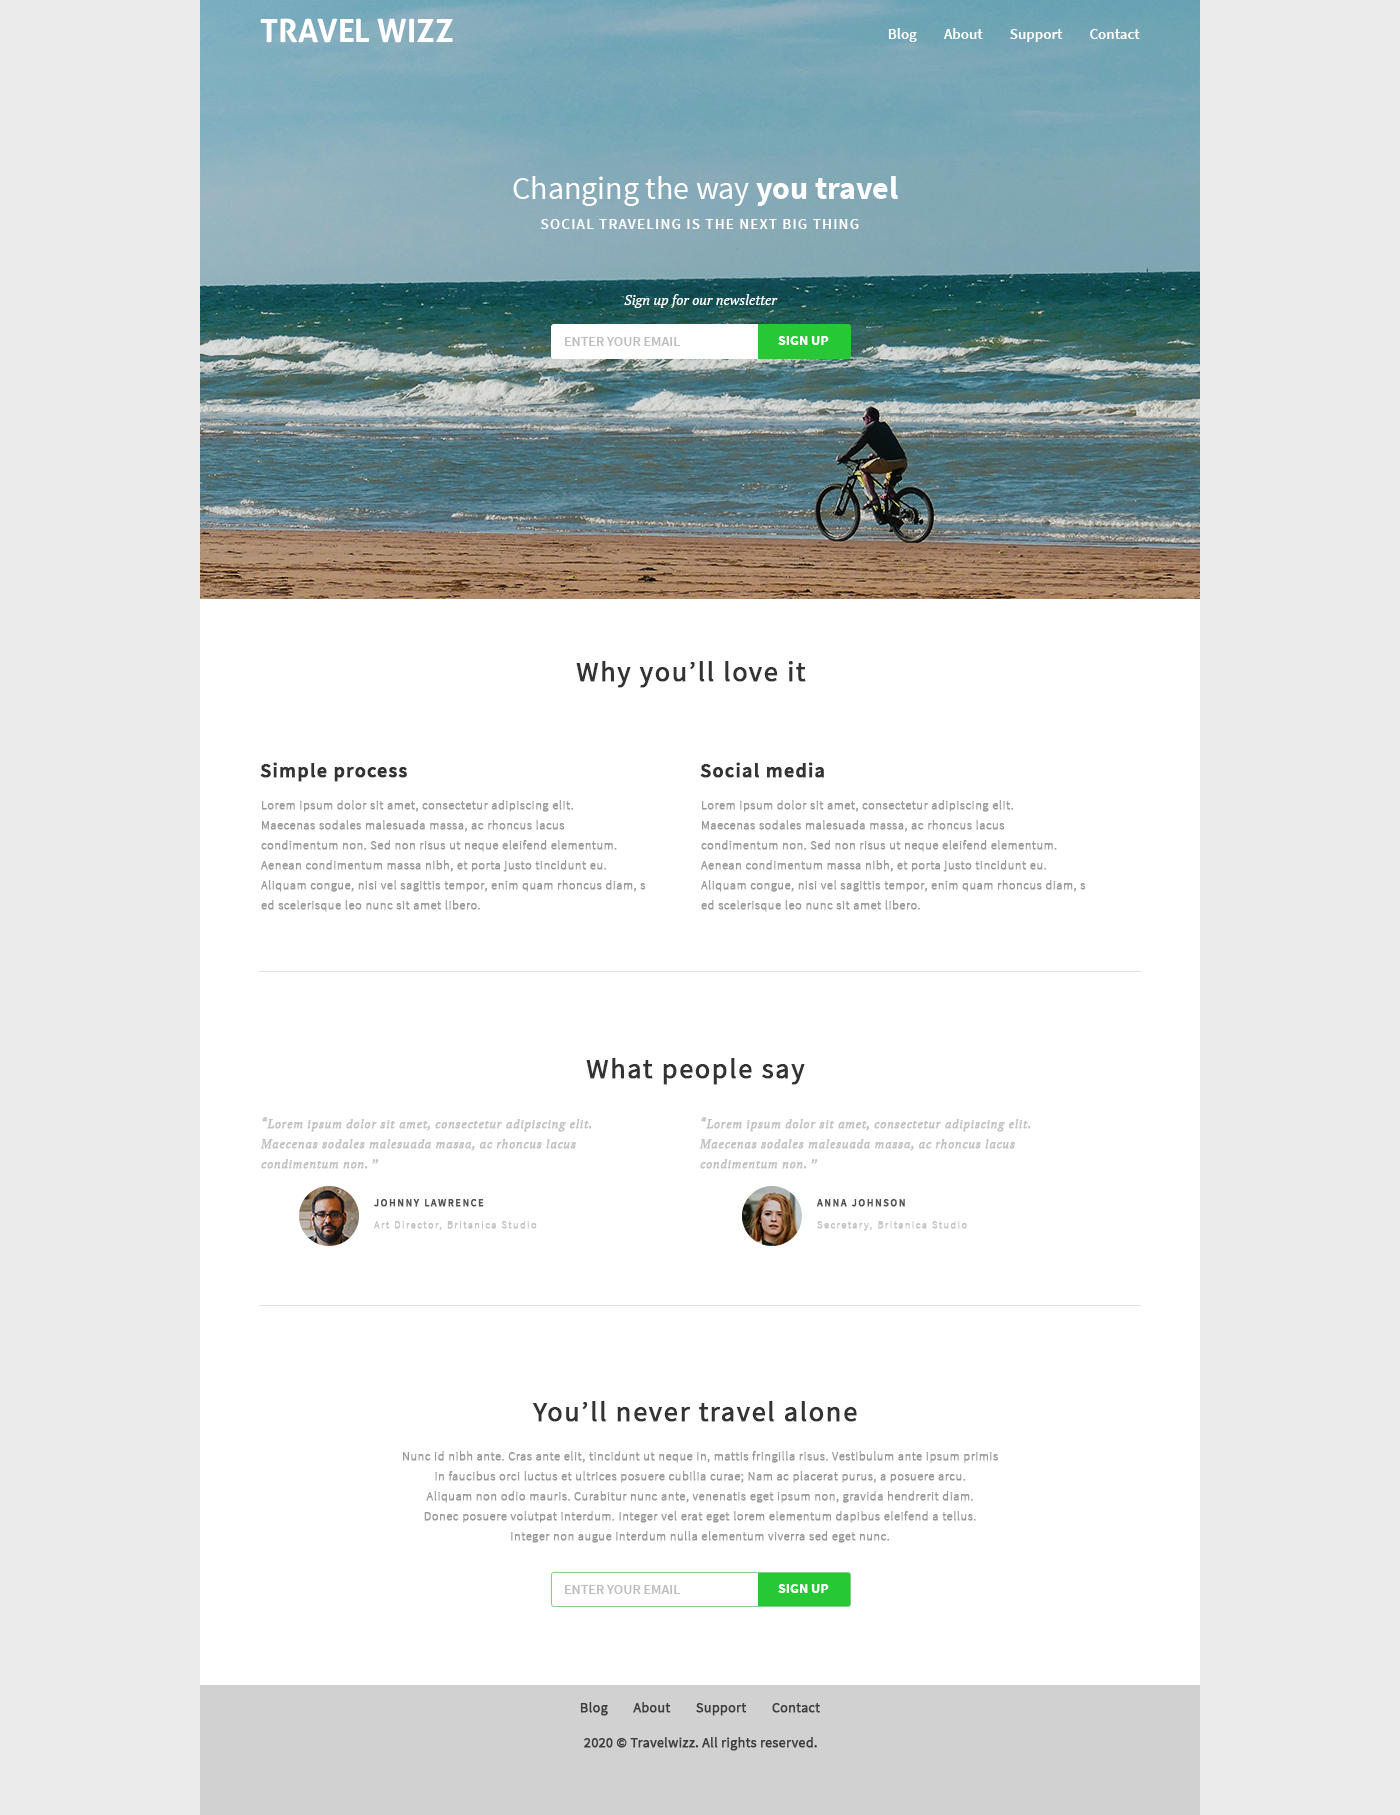 TRAVEL WIZZ
Blog About Support Contact
Changing the way you travel
SOCIAL TRAVELING IS THE NEXT BIG THING
Sign up for our newsletter
ENTER YOUR EMAIL SIGN UP
Why you’ll love it
Simple process
Lorem ipsum dolor sit amet, consectetur adipiscing elit.
Maecenas sodales malesuada massa, ac rhoncus lacus
condimentum non. Sed non risus ut neque eleifend elementum.
Aenean condimentum massa nibh, et porta justo tincidunt eu.
Aliquam congue, nisi vel sagittis tempor, enim quam rhoncus diam, s
ed scelerisque leo nunc sit amet libero.
Social media
Lorem ipsum dolor sit amet, consectetur adipiscing elit.
Maecenas sodales malesuada massa, ac rhoncus lacus
condimentum non. Sed non risus ut neque eleifend elementum.
Aenean condimentum massa nibh, et porta justo tincidunt eu.
Aliquam congue, nisi vel sagittis tempor, enim quam rhoncus diam, s
ed scelerisque leo nunc sit amet libero.
What people say
“Lorem ipsum dolor sit amet, consectetur adipiscing elit.
Maecenas sodales malesuada massa, ac rhoncus lacus
condimentum non. ”
JOHNNY LAWRENCE
Art Director, Britanica Studio
“Lorem ipsum dolor sit amet, consectetur adipiscing elit.
Maecenas sodales malesuada massa, ac rhoncus lacus
condimentum non. ”
ANNA JOHNSON
Secretary, Britanica Studio
You’ll never travel alone
Nunc id nibh ante. Cras ante elit, tincidunt ut neque in, mattis fringilla risus. Vestibulum ante ipsum primis
in faucibus orci luctus et ultrices posuere cubilia curae; Nam ac placerat purus, a posuere arcu.
Aliquam non odio mauris. Curabitur nunc ante, venenatis eget ipsum non, gravida hendrerit diam.
Donec posuere volutpat interdum. Integer vel erat eget lorem elementum dapibus eleifend a tellus.
Integer non augue interdum nulla elementum viverra sed eget nunc.
ENTER YOUR EMAIL SIGN UP
Blog About Support Contact
2020 © Travelwizz. All rights reserved.